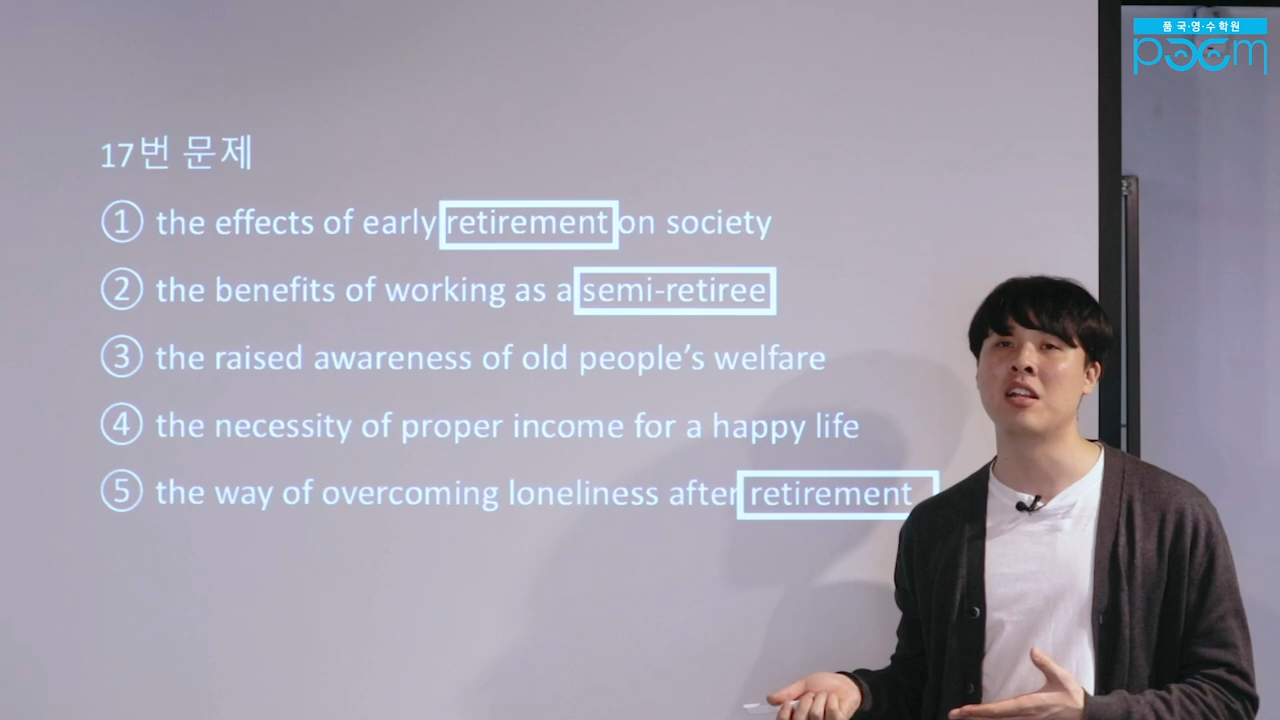 품 국·영·수 학원
poem
17번 문제
① the effects of early retirement on society
② the benefits of working as a semi-retiree
③ the raised awareness of old people’s welfare
④ the necessity of proper income for a happy life
⑤ the way of overcoming loneliness after retirement